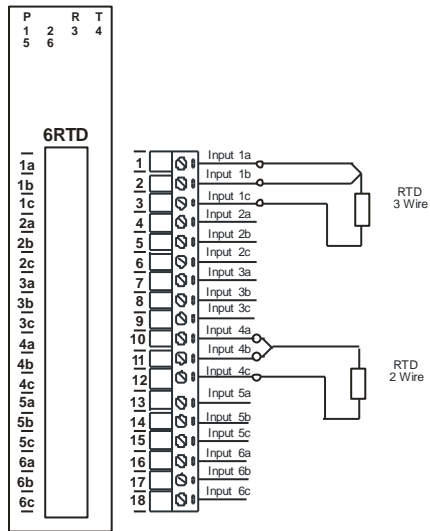 P R T
1 2 3 4
5 6
6RTD
1a
1b
1c
2a
2b
2c
3a
3b
3c
4a
4b
4c
5a
5b
5c
6a
6b
6c
1 Input 1a
2 Input 1b
3 Input 1c
4 Input 2a
5 Input 2b
6 Input 2c
7 Input 3a
8 Input 3b
9 Input 3c
10 Input 4a
11 Input 4b
12 Input 4c
13 Input 5a
14 Input 5b
15 Input 5c
16 Input 6a
17 Input 6b
18 Input 6c
RTD
3 Wire
RTD
2 Wire